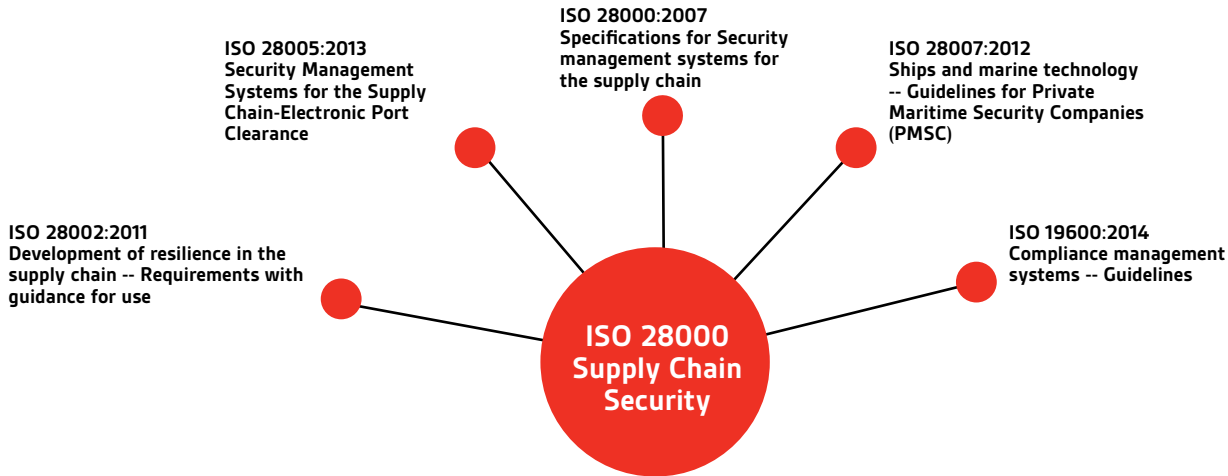 ISO 28000:2007
Specifications for Security
management systems for
the supply chain
ISO 28005:2013
Security Management
Systems for the Supply
Chain-Electronic Port
Clearance
ISO 28007:2012
Ships and marine technology
-- Guidelines for Private
Maritime Security Companies
(PMSC)
ISO 28002:2011
Development of resilience in the
supply chain -- Requirements with
guidance for use
ISO 19600:2014
Compliance management
systems -- Guidelines
ISO 28000
Supply Chain
Security